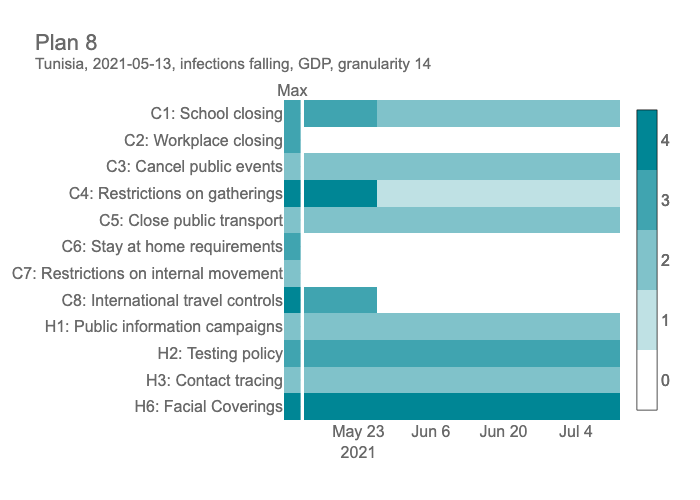 Plan 8
Tunisia, 2021-05-13, infections falling, GDP, granularity 14
Max
C1: School closing
C2: Workplace closing
C3: Cancel public events
C4: Restrictions on gatherings
C5: Close public transport
C6: Stay at home requirements
C7: Restrictions on internal movement
C8: International travel controls
H1: Public information campaigns
H2: Testing policy
H3: Contact tracing
H6: Facial Coverings
4
3
2
1
0
May 23 Jun 6 Jun 20 Jul 4
2021